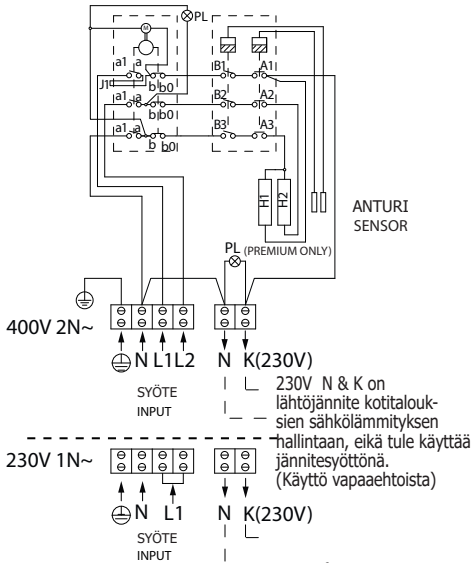 PL
M
a1 a
B1 A1
J1
b b0
a1 a
B2 A2
b b0
a1 a
B3 A3
b b0
H1 H2
ANTURI
SENSOR
PL (PREMIUM ONLY)
400V 2N~
N L1 L2 N K(230V)
SYÖTE
INPUT
230V N & K on
lähtöjännite kotitalouk-
sien sähkölämmityksen
hallintaan, eikä tule käyttää
jännitesyöttönä.
(Käyttö vapaaehtoista)
230V 1N~
N L1 N K(230V)
SYÖTE
INPUT